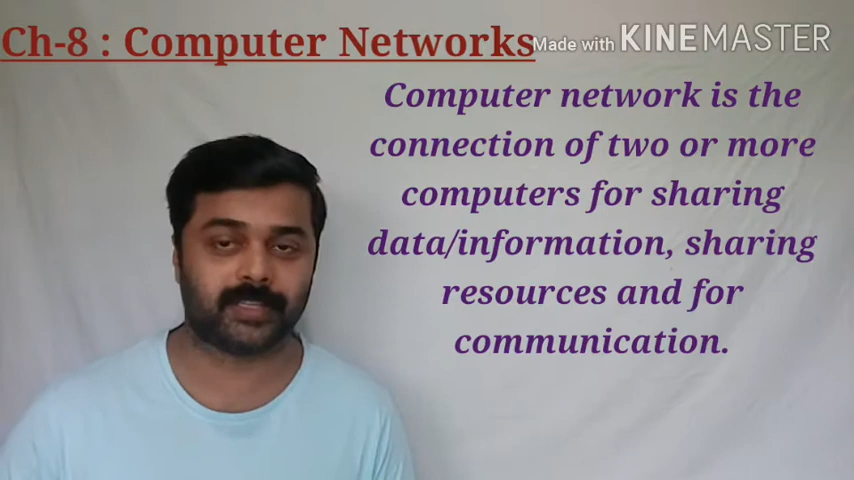 Ch-8 : Computer Networks
Made with KINEMASTER
Computer network is the
connection of two or more
computers for sharing
data/information, sharing
resources and for
communication.